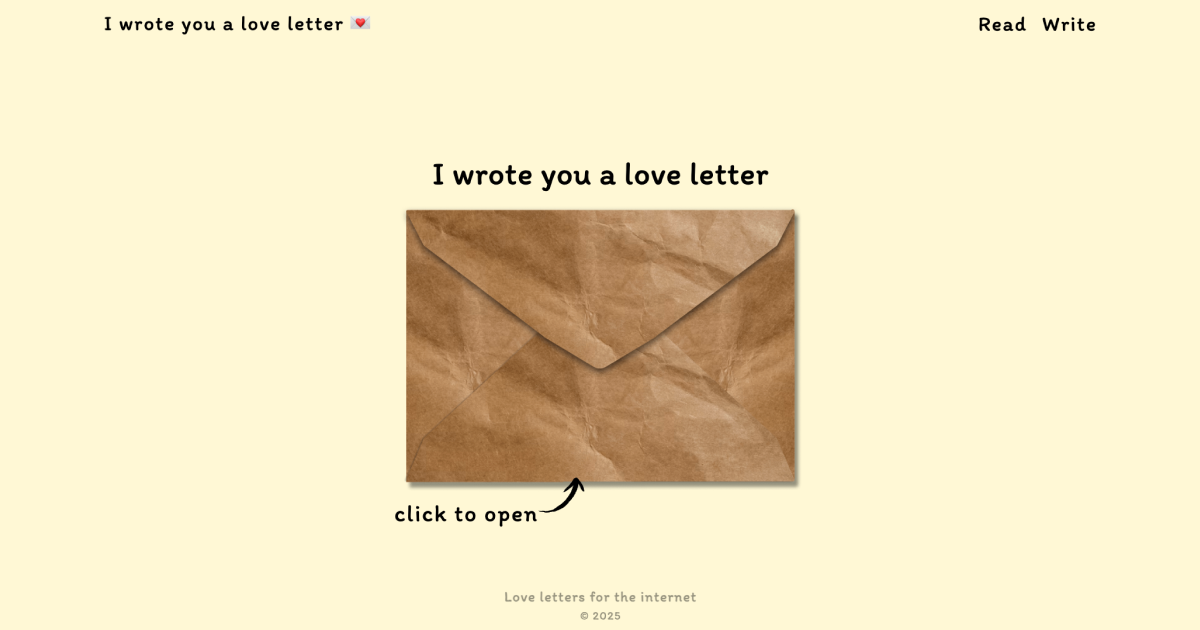 I wrote you a love letter 💌
Read Write
I wrote you a love letter
click to open
Love letters for the internet
© 2025